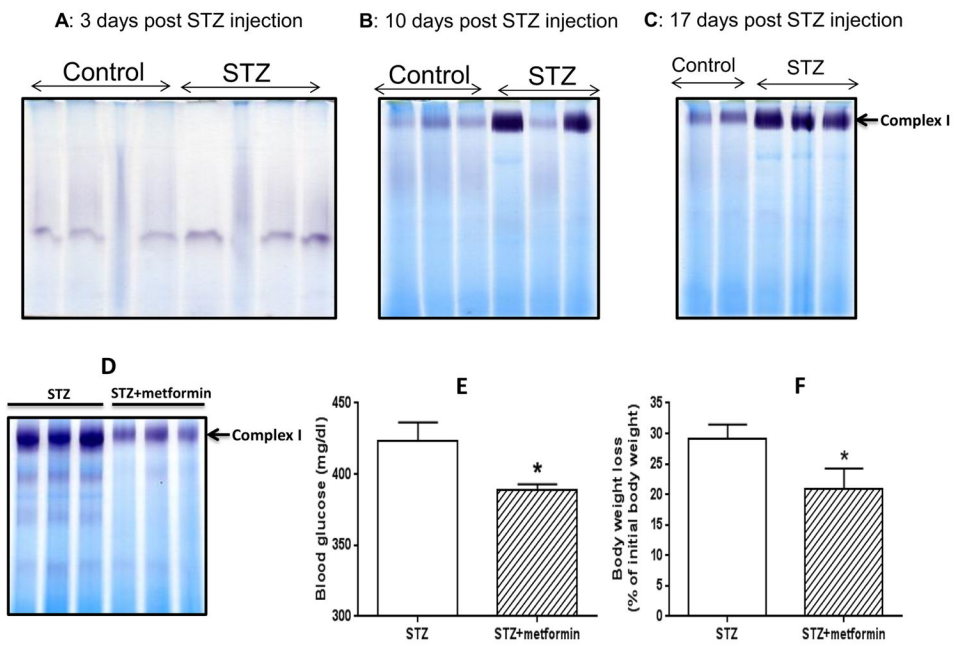 A: 3 days post STZ injection
B: 10 days post STZ injection
C: 17 days post STZ injection
Control
STZ
Control
STZ
Control
STZ
Complex I
D
STZ
STZ+metformin
Complex I
E
Blood glucose (mg/dl)
450
400
350
300
*
STZ
STZ+metformin
F
Body weight loss
(% of initial body weight)
35
30
25
20
15
10
5
0
*
STZ
STZ+metformin